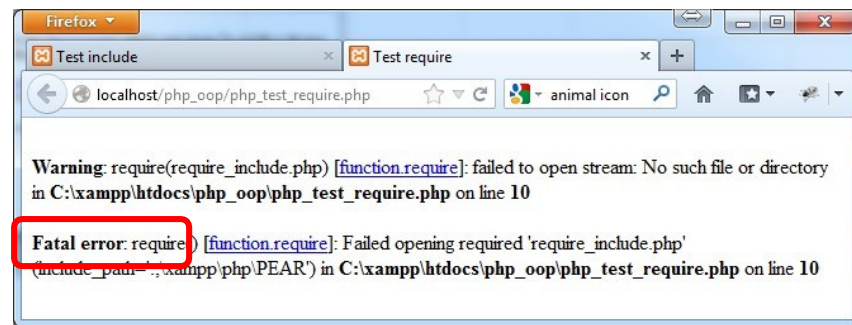 Firefox
Test include
Test require
localhost/php_oop/php_test_require.php
animal icon
Warning: require(require_include.php) [function.require]: failed to open stream: No such file or directory
in C:\xampp\htdocs\php_oop\php_test_require.php on line 10
Fatal error: require() [function.require]: Failed opening required 'require_include.php'
(include_path='.;\xampp\php\PEAR') in C:\xampp\htdocs\php_oop\php_test_require.php on line 10